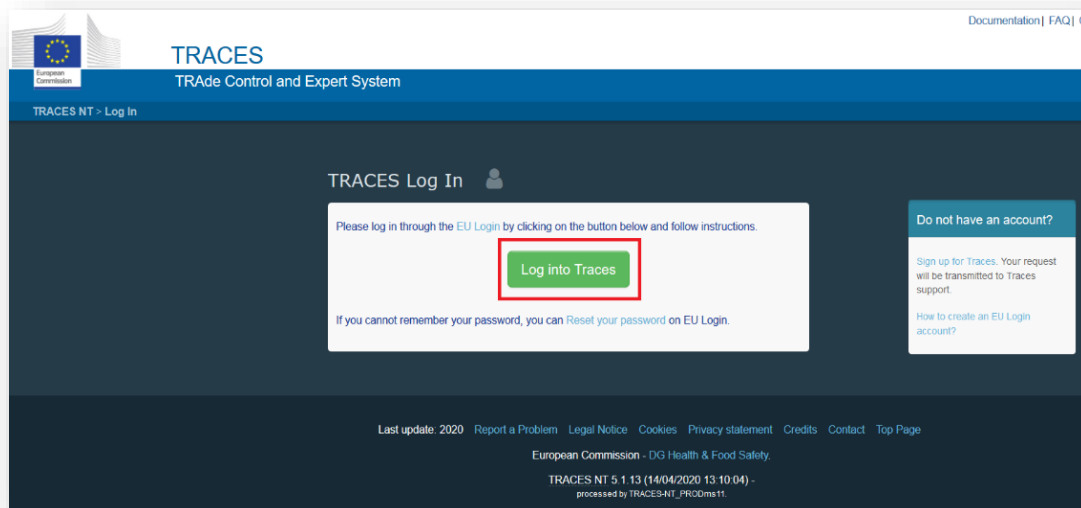 Documentation| FAQ|
TRACES
European
Commission
TRAde Control and Expert System
TRACES NT > Log In
TRACES Log In
Please log in through the EU Login by clicking on the button below and follow instructions.
Log into Traces
If you cannot remember your password, you can Reset your password on EU Login.
Do not have an account?
Sign up for Traces. Your request
will be transmitted to Traces
support.
How to create an EU Login
account?
Last update: 2020 Report a Problem Legal Notice Cookies Privacy statement Credits Contact Top Page
European Commission - DG Health & Food Safety.
TRACES NT 5.1.13 (14/04/2020 13:10:04) -
processed by TRACES-NT_PRODms11.